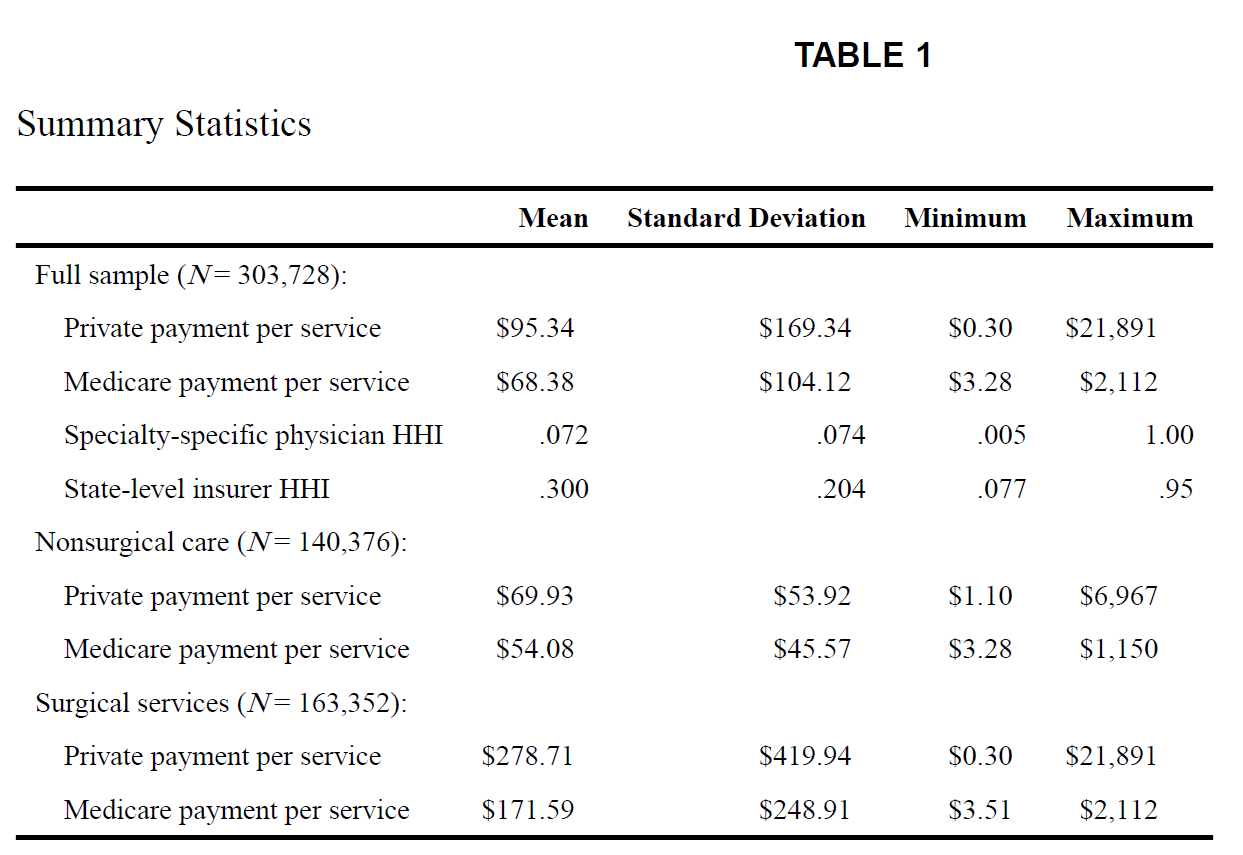 TABLE 1
Summary Statistics
Mean Standard Deviation Minimum Maximum
Full sample (N= 303,728):
Private payment per service $95.34 $169.34 $0.30 $21,891
Medicare payment per service $68.38 $104.12 $3.28 $2,112
Specialty-specific physician HHI .072 .074 .005 1.00
State-level insurer HHI .300 .204 .077 .95
Nonsurgical care (N= 140,376):
Private payment per service $69.93 $53.92 $1.10 $6,967
Medicare payment per service $54.08 $45.57 $3.28 $1,150
Surgical services (N= 163,352):
Private payment per service $278.71 $419.94 $0.30 $21,891
Medicare payment per service $171.59 $248.91 $3.51 $2,112